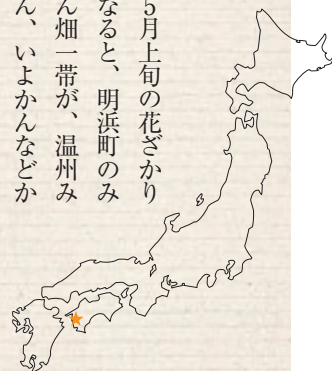 5月上旬の花ざかり
なると、明浜町のみ
ん畑一帯が、温州み
ん、いよかんなどか